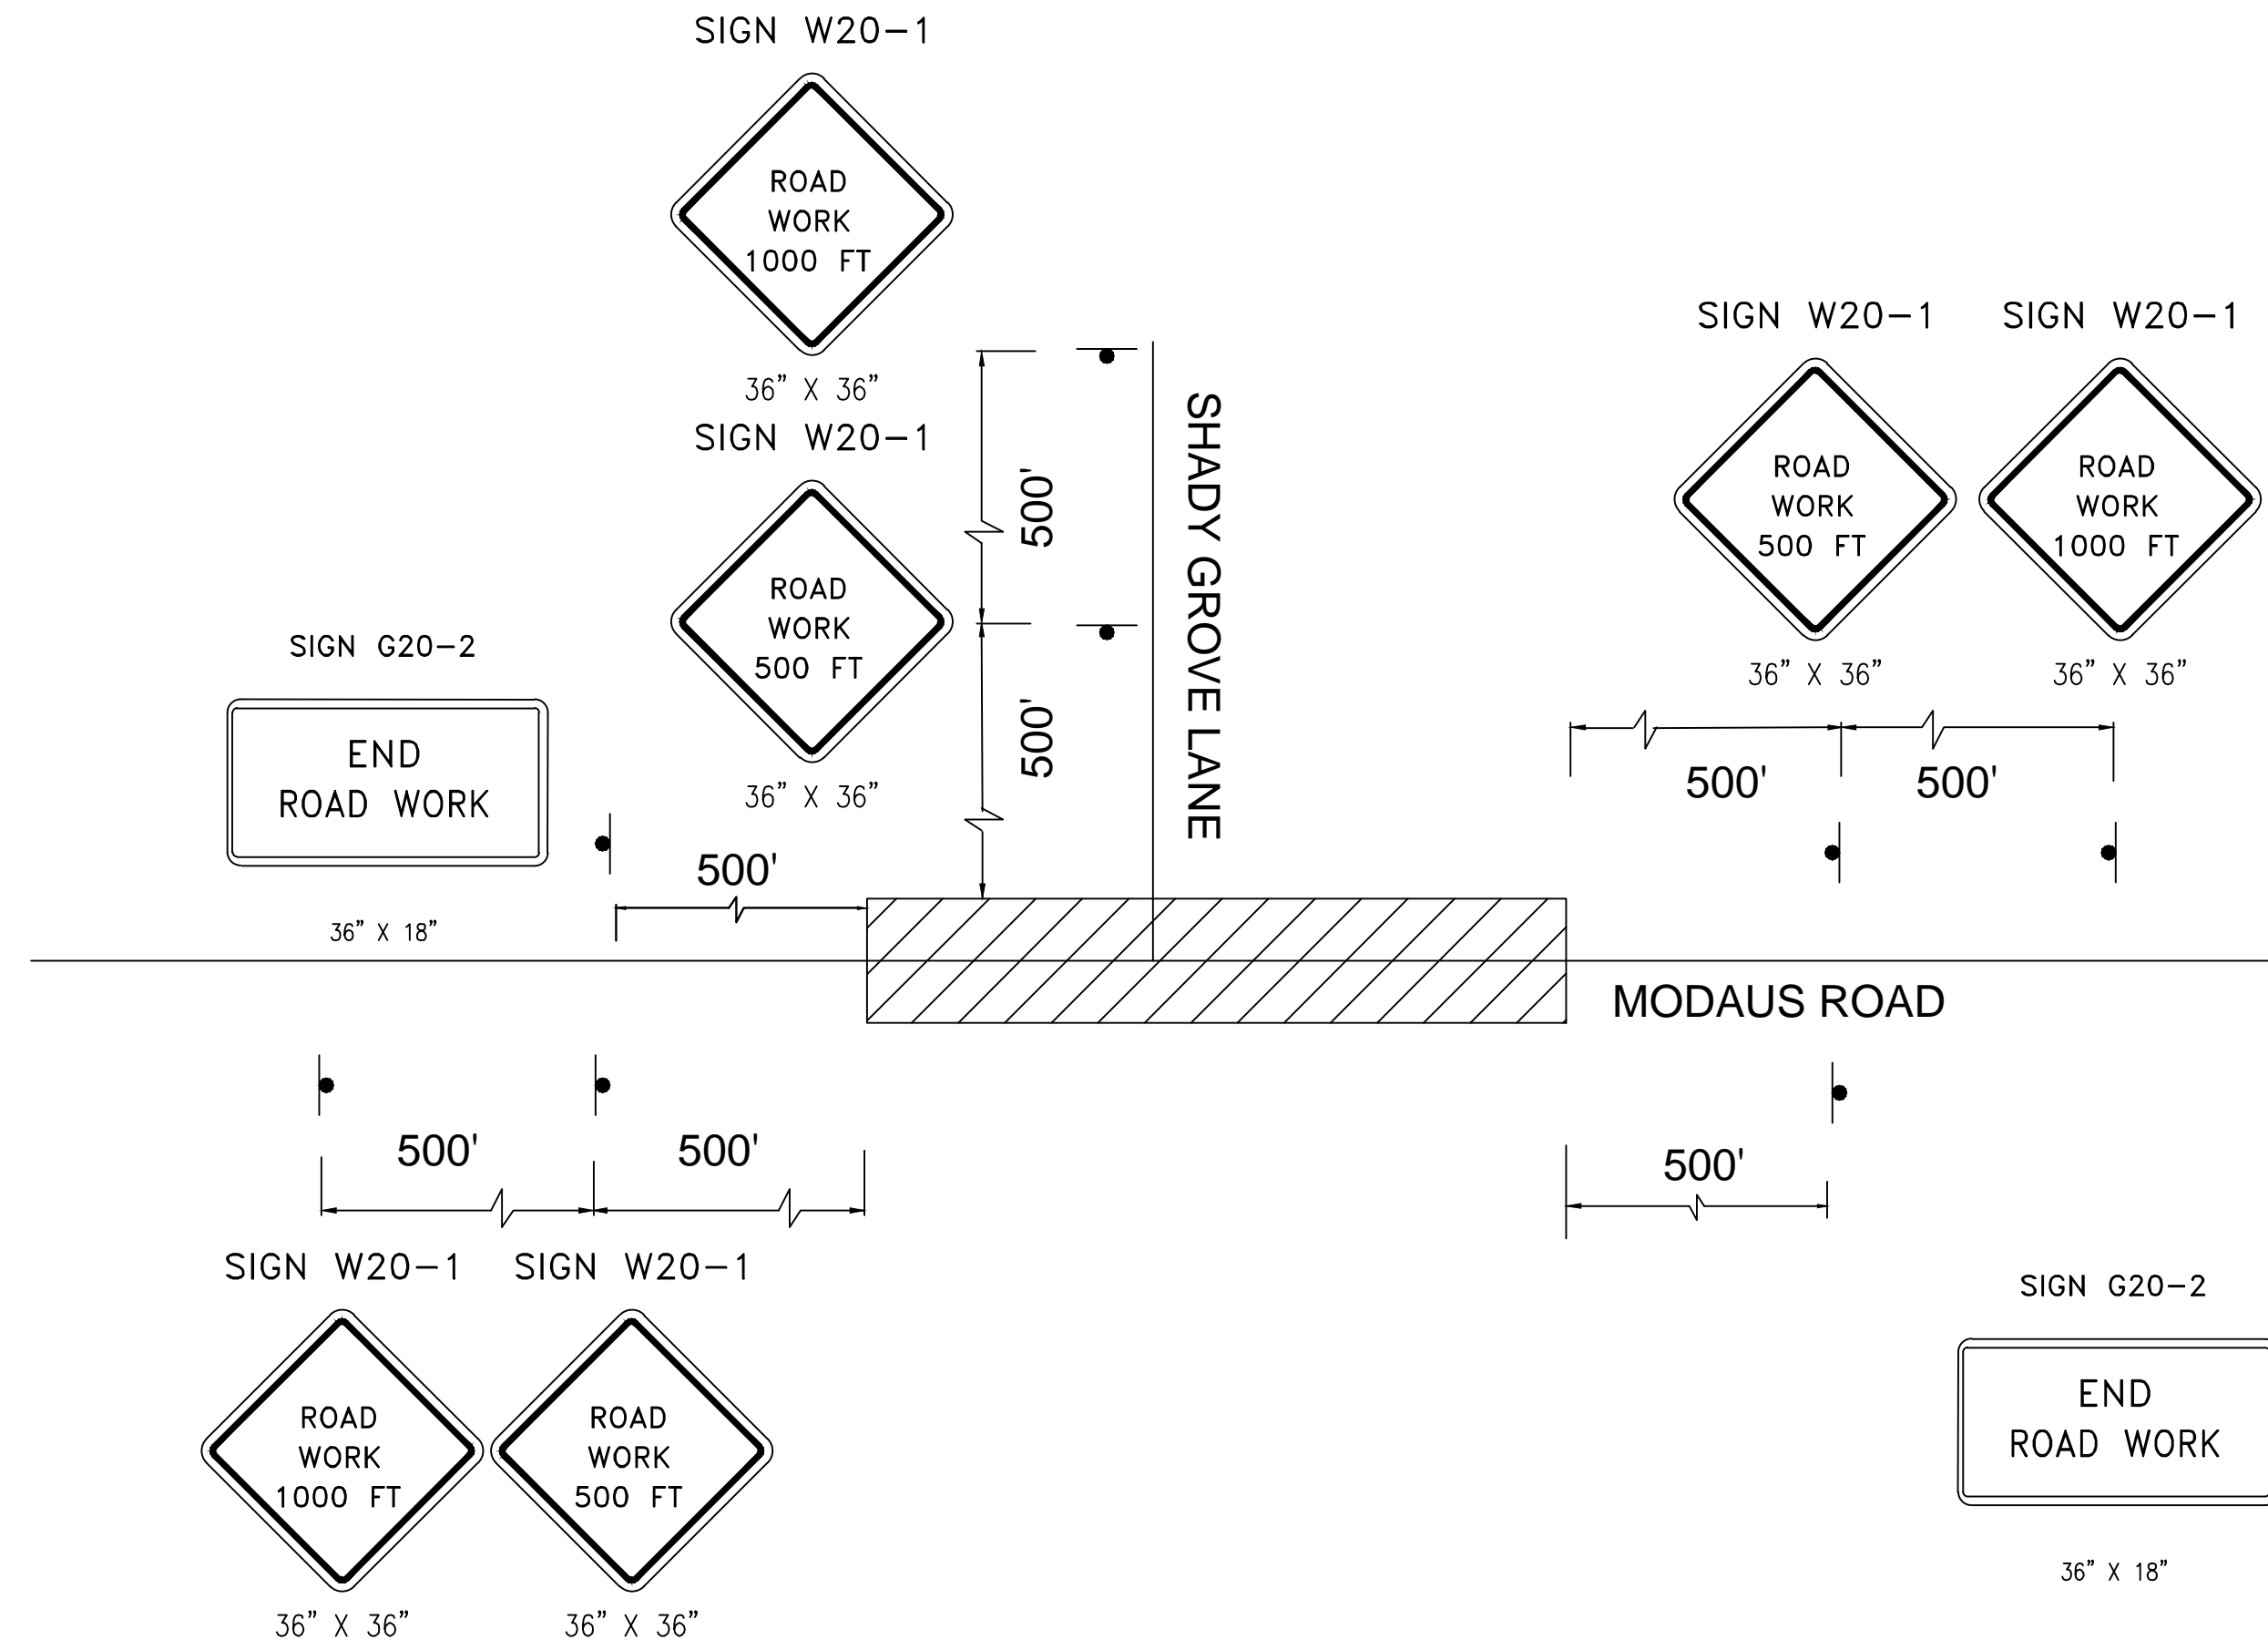 SIGN W20-1
ROAD
WORK
1000 FT
36" X 36"
SIGN W20-1
ROAD
WORK
500 FT
36" X 36"
SIGN G20-2
END
ROAD WORK
36" X 18"
500'
500'
500'
SHADY GROVE LANE
SIGN W20-1
ROAD
WORK
500 FT
36" X 36"
SIGN W20-1
ROAD
WORK
1000 FT
36" X 36"
500'
500'
MODAUS ROAD
500'
500'
SIGN W20-1
ROAD
WORK
1000 FT
36" X 36"
SIGN W20-1
ROAD
WORK
500 FT
36" X 36"
500'
SIGN G20-2
END
ROAD WORK
36" X 18"